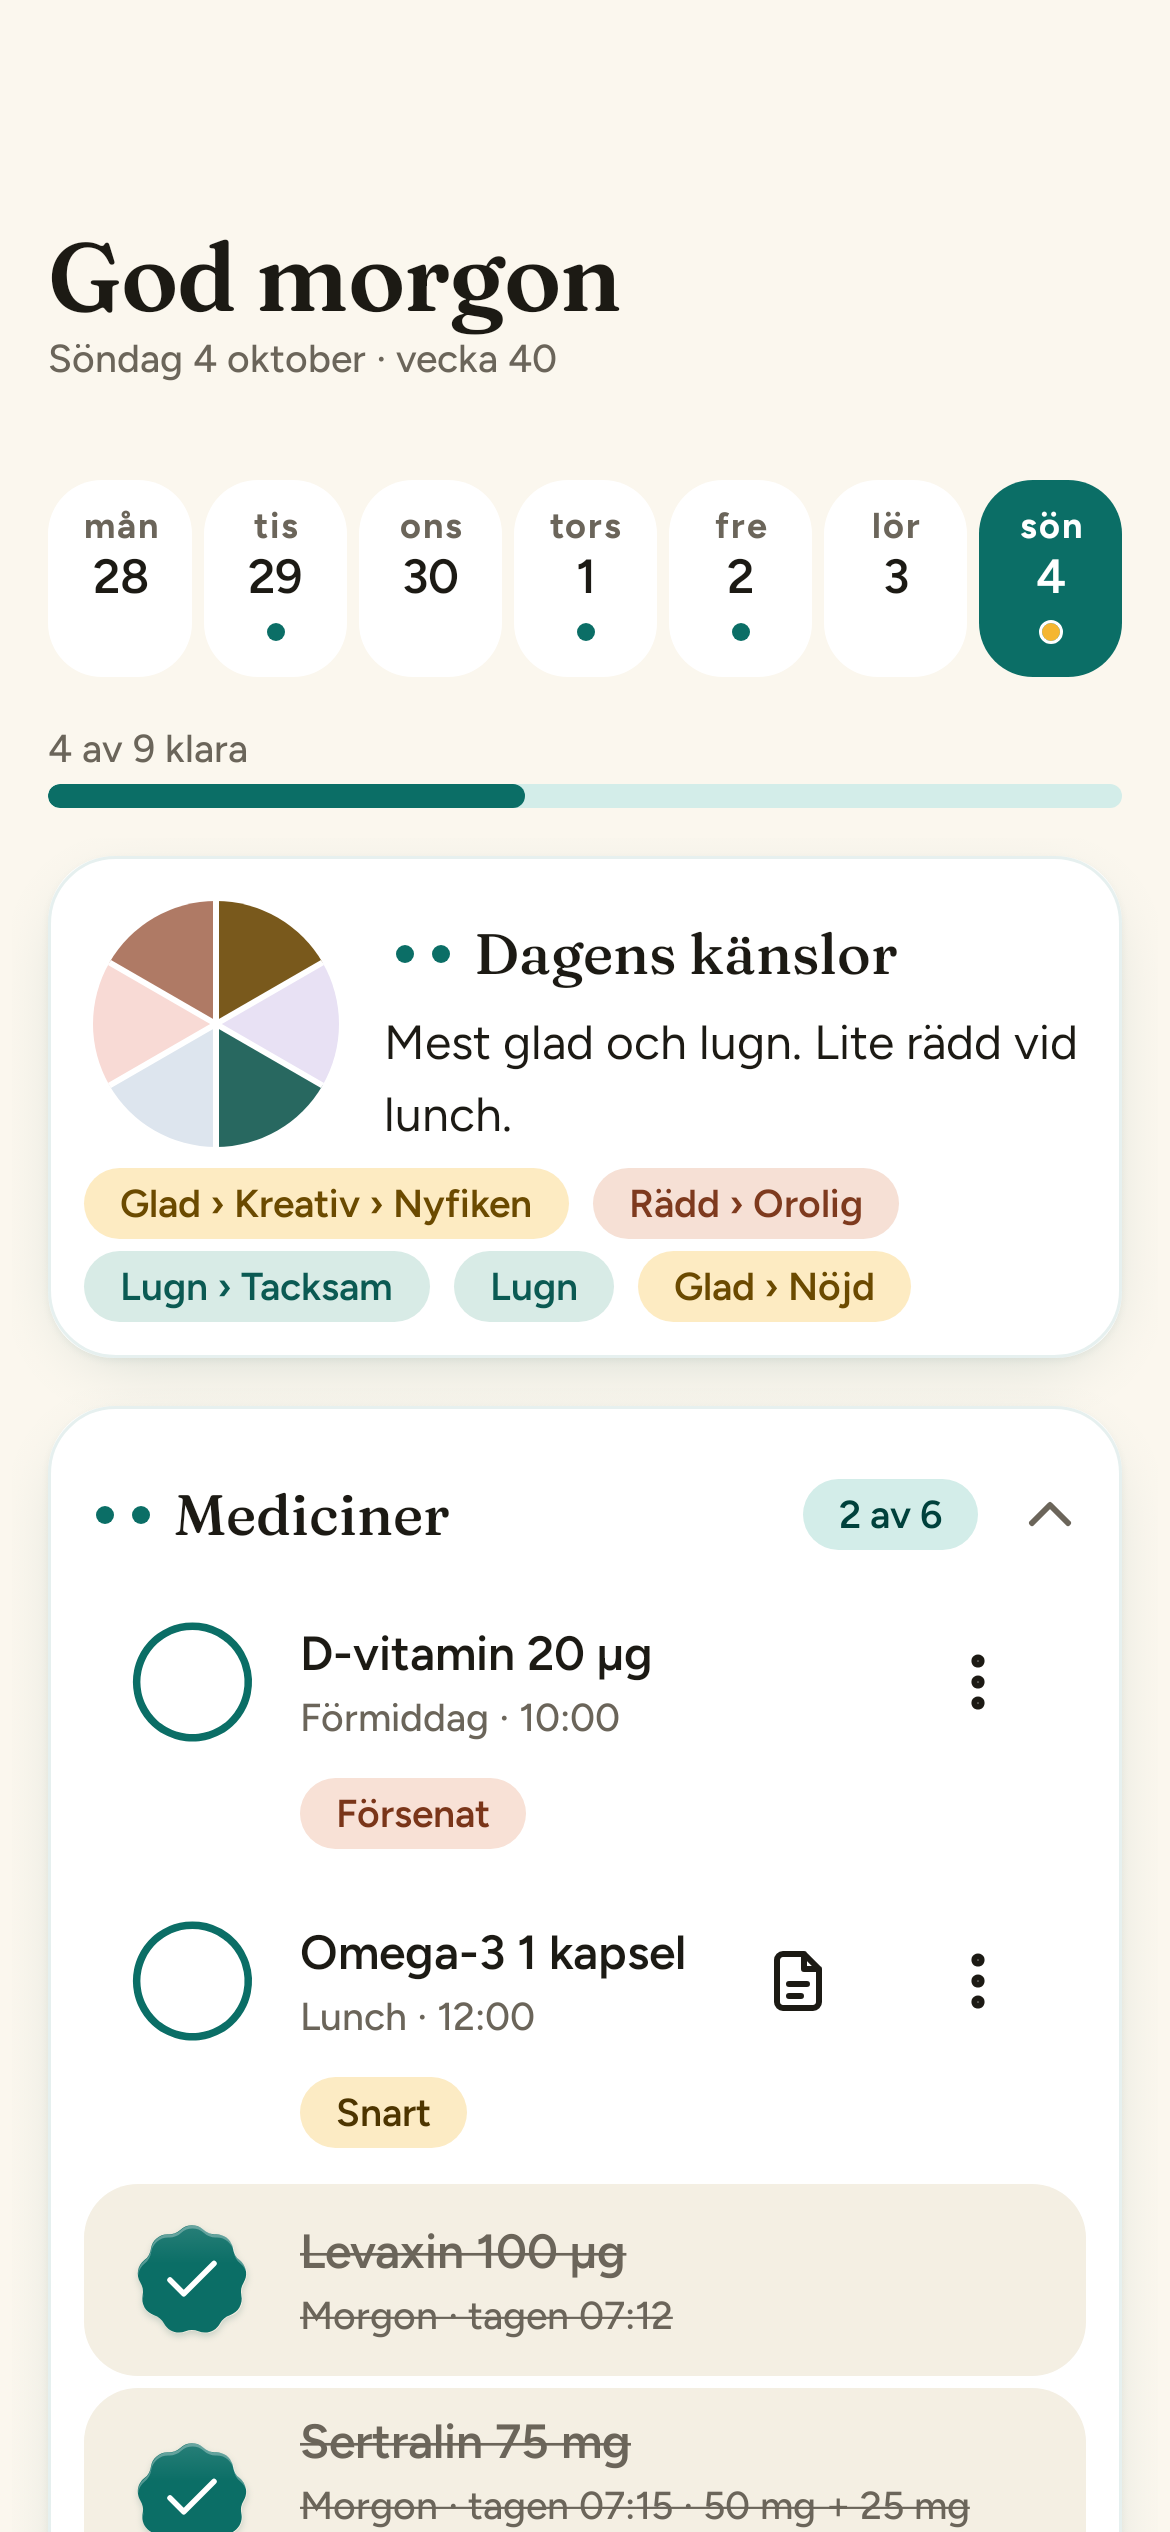 God morgon
Söndag 4 oktober · vecka 40
mån tis ons tors fre lör sön
28 29 30 1 2 3 4
4 av 9 klara
Dagens känslor
Mest glad och lugn. Lite rädd vid
lunch.
Glad › Kreativ › Nyfiken Rädd › Orolig
Lugn › Tacksam Lugn Glad › Nöjd
Mediciner 2 av 6
D-vitamin 20 µg
Förmiddag · 10:00
Försenat
Omega-3 1 kapsel
Lunch · 12:00
Snart
Levaxin 100 µg
Morgon · tagen 07:12
Sertralin 75 mg
Morgon · tagen 07:15 · 50 mg + 25 mg